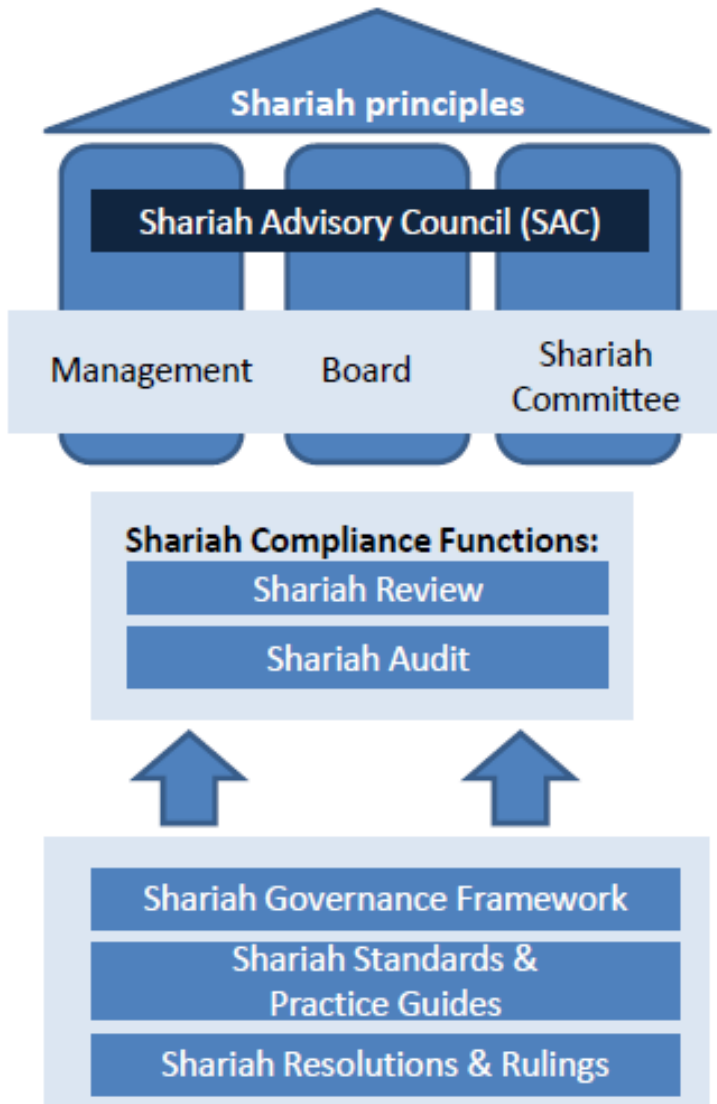 Shariah principles
Shariah Advisory Council (SAC)
Management
Board
Shariah
Committee
Shariah Compliance Functions:
Shariah Review
Shariah Audit
Shariah Governance Framework
Shariah Standards &
Practice Guides
Shariah Resolutions & Rulings